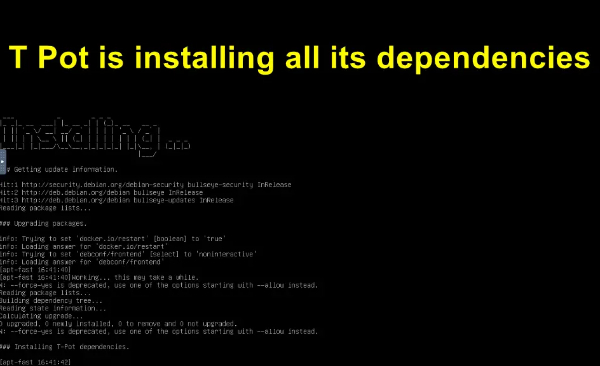 T Pot is installing all its dependencies
Installing ...
### Getting update information.
Hit:1 http://security.debian.org/debian-security bullseye-security InRelease
Hit:2 http://deb.debian.org/debian bullseye InRelease
Hit:3 http://deb.debian.org/debian bullseye-updates InRelease
Reading package lists...
### Upgrading packages.
info: Trying to set 'docker.io/restart' [boolean] to 'true'
info: Loading answer for 'docker.io/restart'
info: Trying to set 'debconf/frontend' [select] to 'noninteractive'
info: Loading answer for 'debconf/frontend'
[apt-fast 16:41:40]
[apt-fast 16:41:40]Working... this may take a while.
W: --force-yes is deprecated, use one of the options starting with --allow instead.
Reading package lists...
Building dependency tree...
Reading state information...
Calculating upgrade...
0 upgraded, 0 newly installed, 0 to remove and 0 not upgraded.
W: --force-yes is deprecated, use one of the options starting with --allow instead.
### Installing T-Pot dependencies.
[apt-fast 16:41:42]